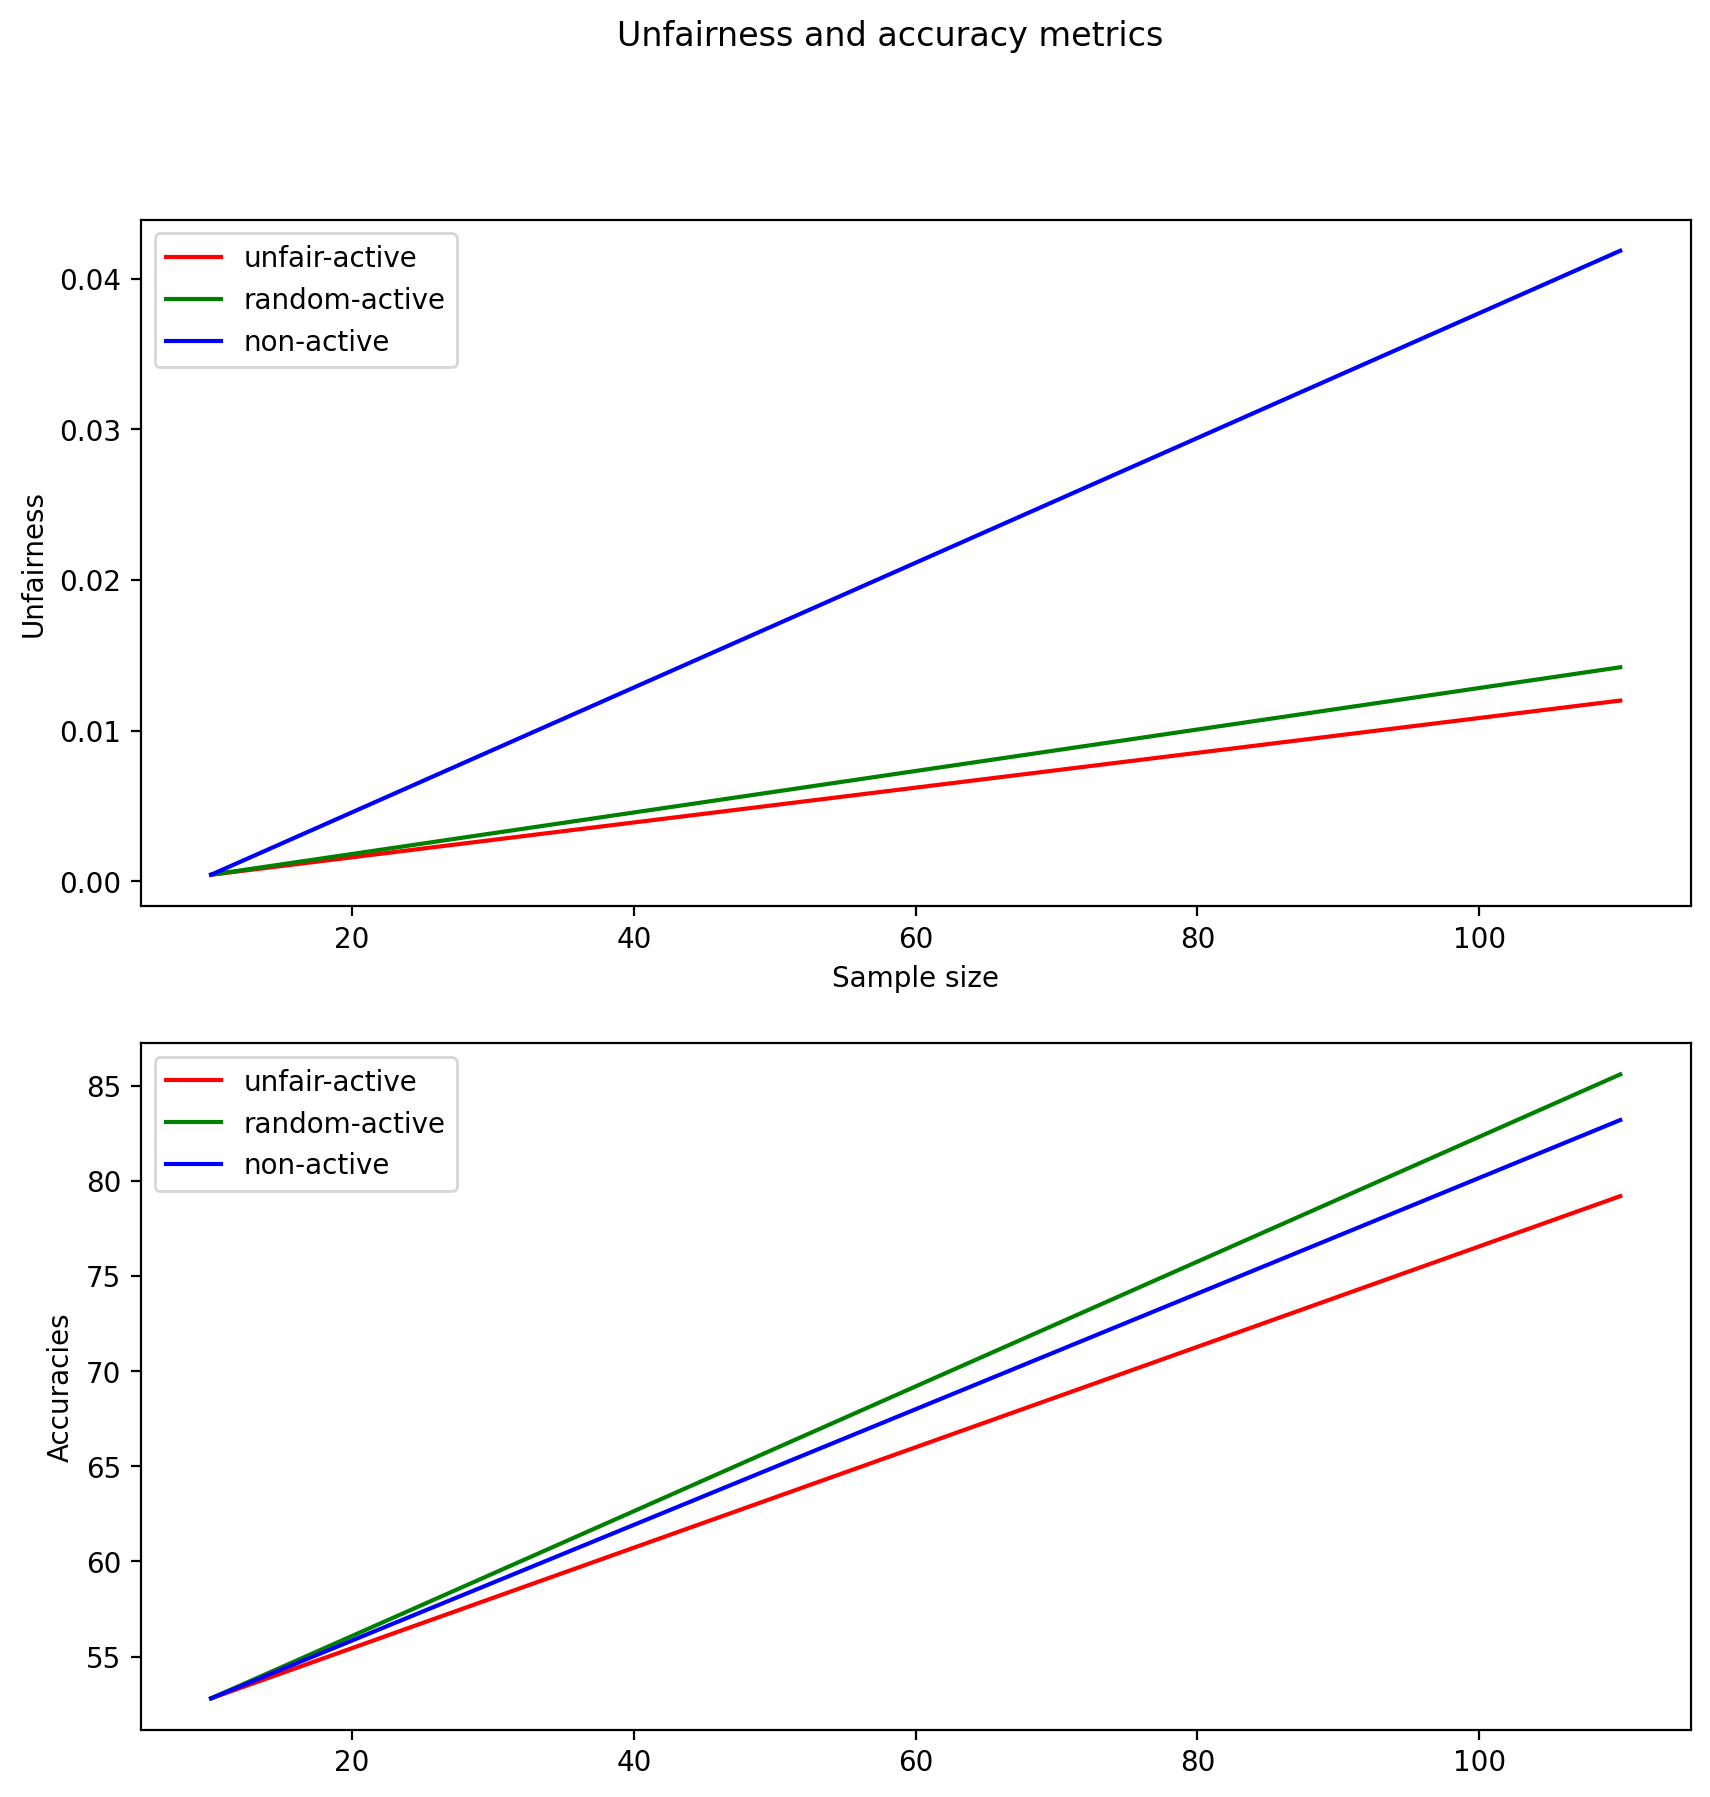 Unfairness and accuracy metrics
unfair-active
random-active
non-active
Unfairness
0.04
0.03
0.02
0.01
0.00
20 40 60 80 100
Sample size
unfair-active
random-active
non-active
Accuracies
85
80
75
70
65
60
55
20 40 60 80 100